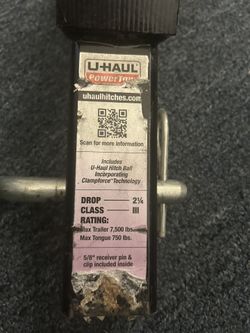 U-HAUL
PowerTow
uhaulhitches.com
Scan for more information
Includes
U-Haul Hitch Ball
Incorporating
Clampforce™ Technology
DROP 2¼
CLASS III
RATING:
Max Trailer 7,500 lbs.
Max Tongue 750 lbs.
5/8" receiver pin &
clip included inside